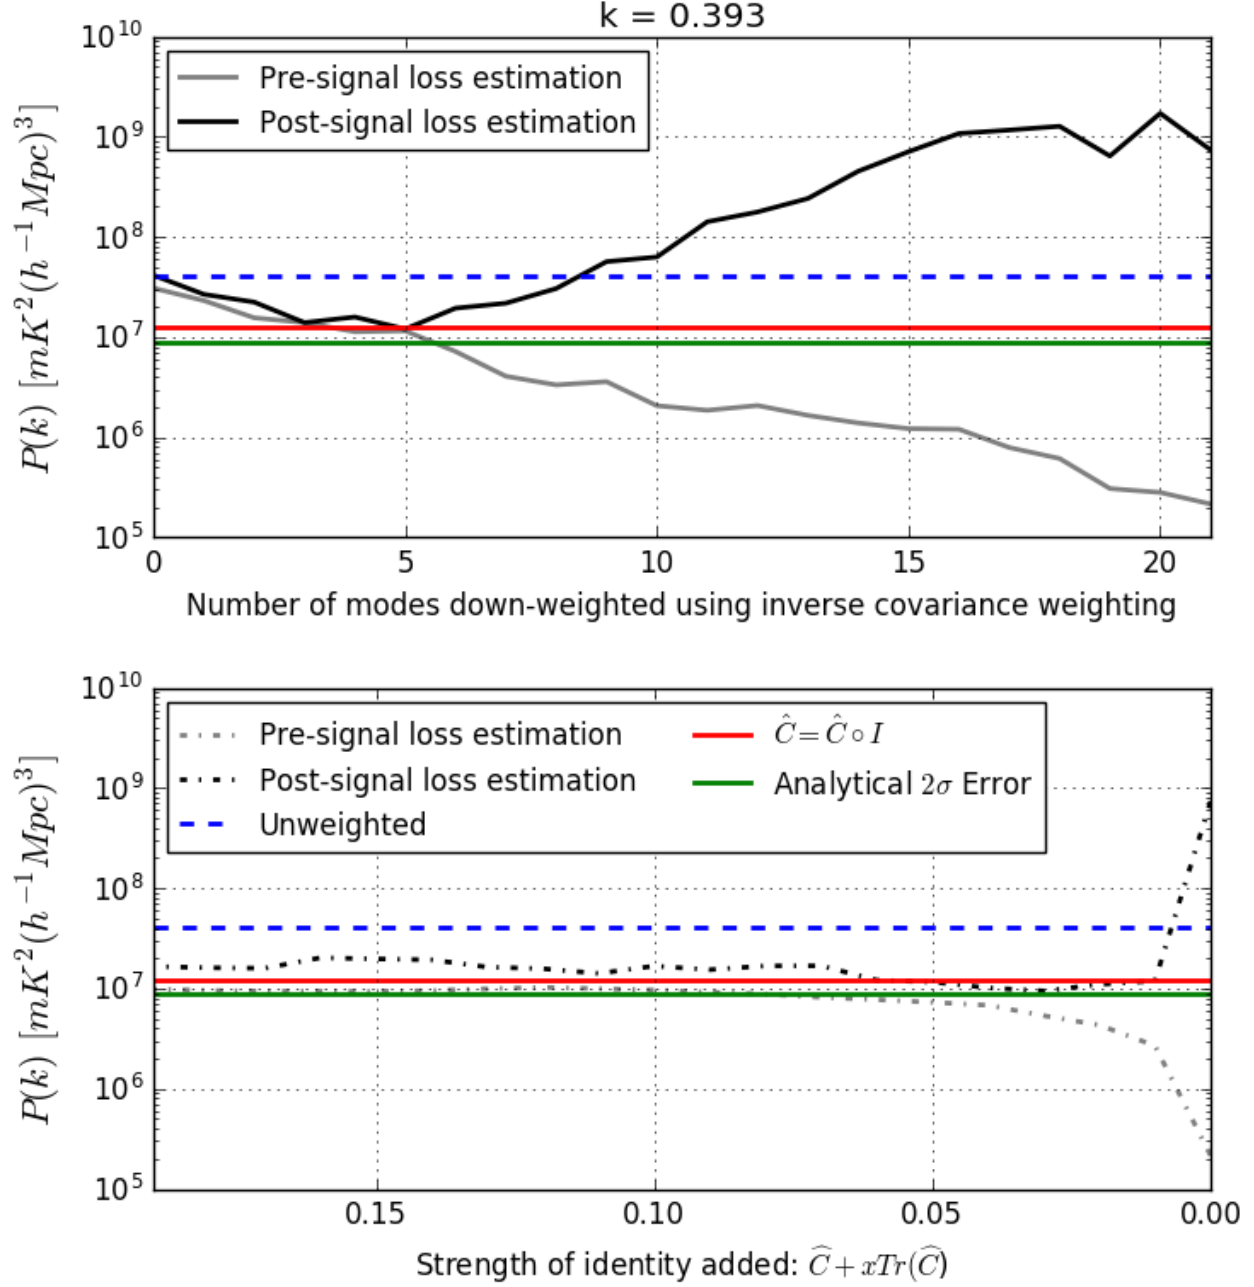 k = 0.393
10^10
10^9
10^8
10^7
10^6
10^5
P(k) [mK^2(h^-1 Mpc)^3]
Pre-signal loss estimation
Post-signal loss estimation
0 5 10 15 20
Number of modes down-weighted using inverse covariance weighting
10^10
10^9
10^8
10^7
10^6
10^5
P(k) [mK^2(h^-1 Mpc)^3]
Pre-signal loss estimation
Post-signal loss estimation
Unweighted
Ĉ = Ĉ ∘ I
Analytical 2σ Error
0.15 0.10 0.05 0.00
Strength of identity added: Ĉ + xTr(Ĉ)